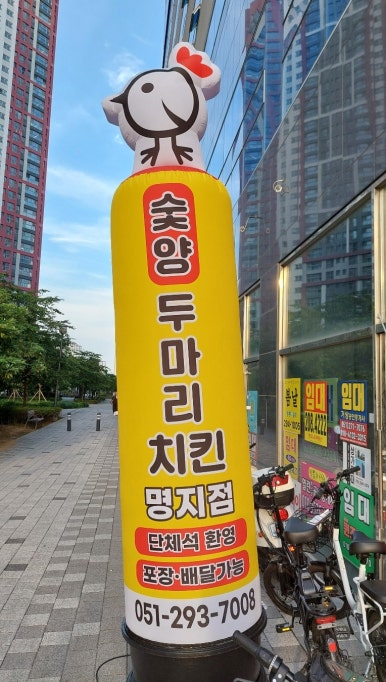 숯양
두마리
치킨
명지점
단체석 환영
포장·배달가능
051-293-7008
임대
임대
임대